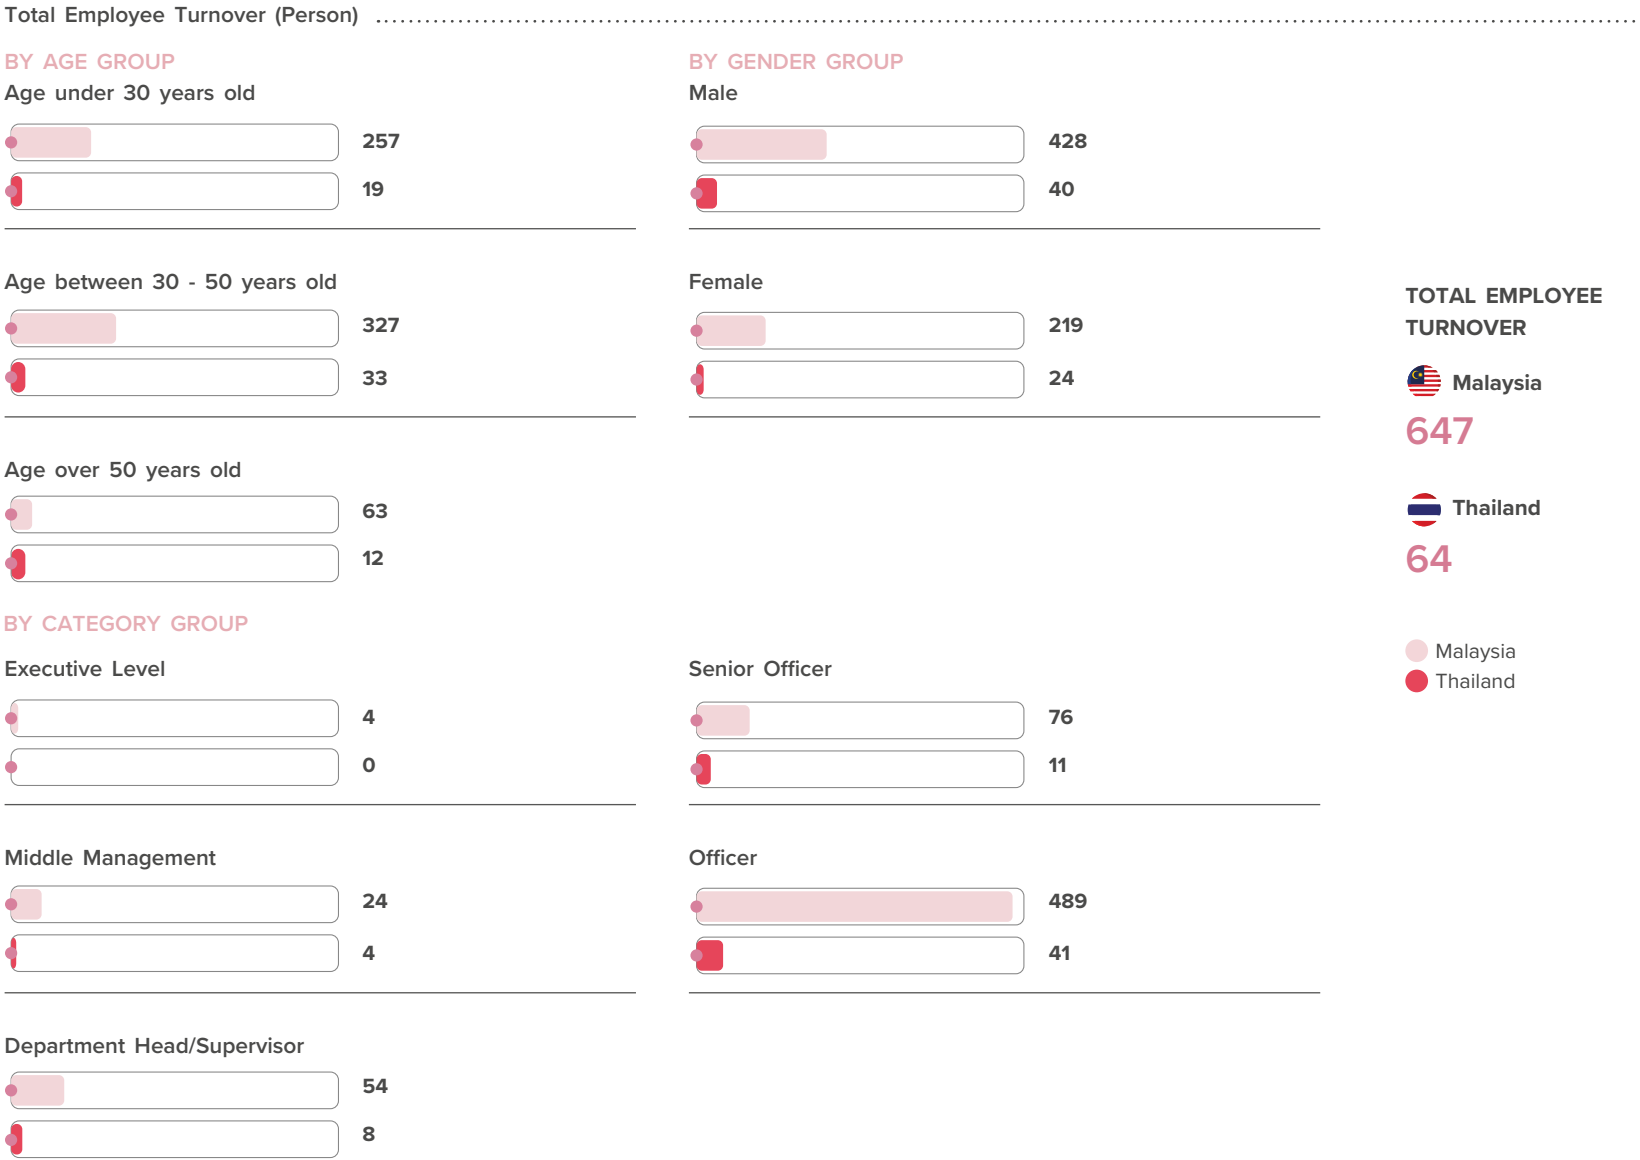 Total Employee Turnover (Person)
BY AGE GROUP
Age under 30 years old
257
19
Age between 30 - 50 years old
327
33
Age over 50 years old
63
12
BY GENDER GROUP
Male
428
40
Female
219
24
BY CATEGORY GROUP
Executive Level
4
0
Middle Management
24
4
Department Head/Supervisor
54
8
Senior Officer
76
11
Officer
489
41
TOTAL EMPLOYEE
TURNOVER
Malaysia
647
Thailand
64
Malaysia
Thailand